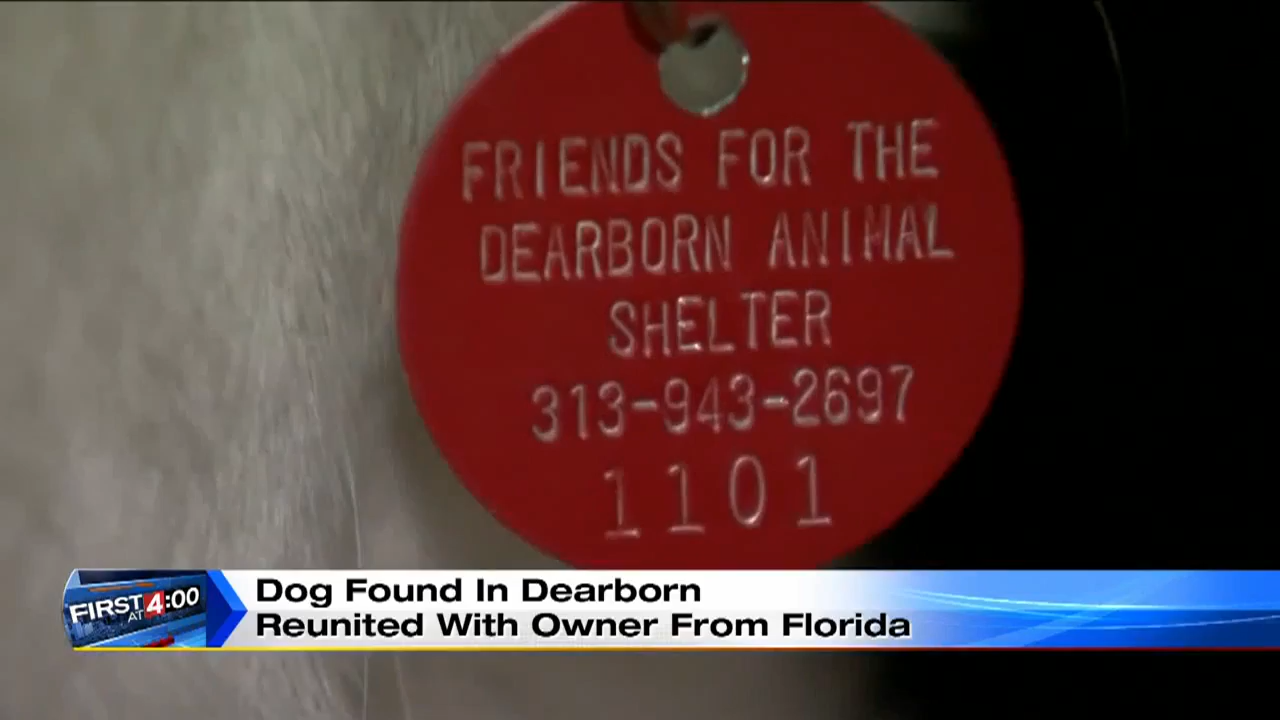 FRIENDS FOR THE
DEARBORN ANIMAL
SHELTER
313-943-2697
1101
FIRST AT 4:00
Dog Found In Dearborn
Reunited With Owner From Florida